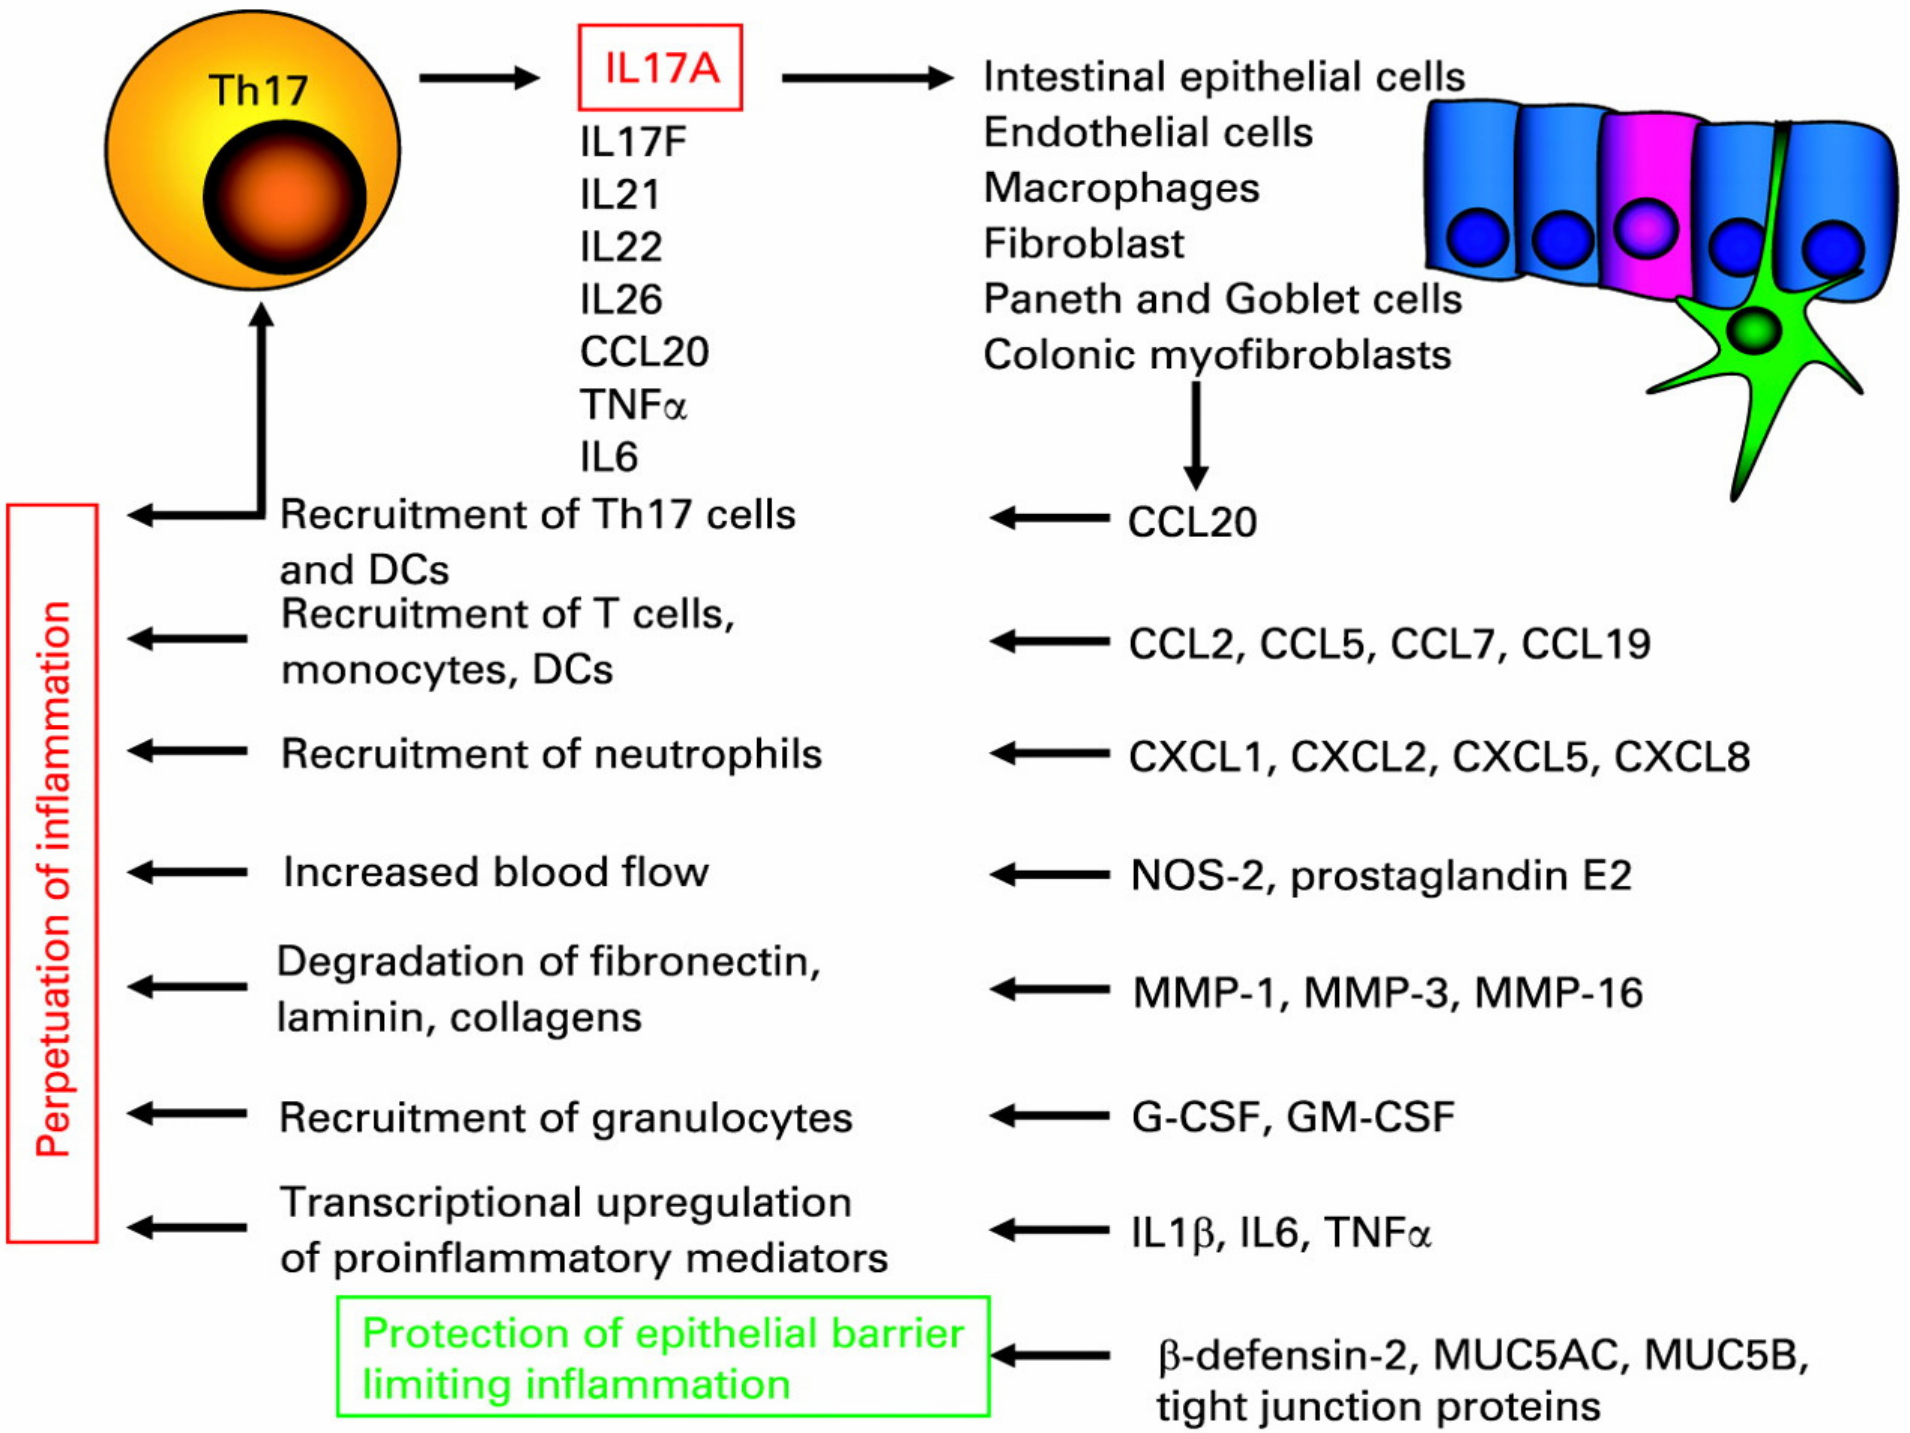 Th17
IL17A
IL17F
IL21
IL22
IL26
CCL20
TNFα
IL6
Intestinal epithelial cells
Endothelial cells
Macrophages
Fibroblast
Paneth and Goblet cells
Colonic myofibroblasts
Perpetuation of inflammation
Recruitment of Th17 cells
and DCs
CCL20
Recruitment of T cells,
monocytes, DCs
CCL2, CCL5, CCL7, CCL19
Recruitment of neutrophils
CXCL1, CXCL2, CXCL5, CXCL8
Increased blood flow
NOS-2, prostaglandin E2
Degradation of fibronectin,
laminin, collagens
MMP-1, MMP-3, MMP-16
Recruitment of granulocytes
G-CSF, GM-CSF
Transcriptional upregulation
of proinflammatory mediators
IL1β, IL6, TNFα
Protection of epithelial barrier
limiting inflammation
β-defensin-2, MUC5AC, MUC5B,
tight junction proteins